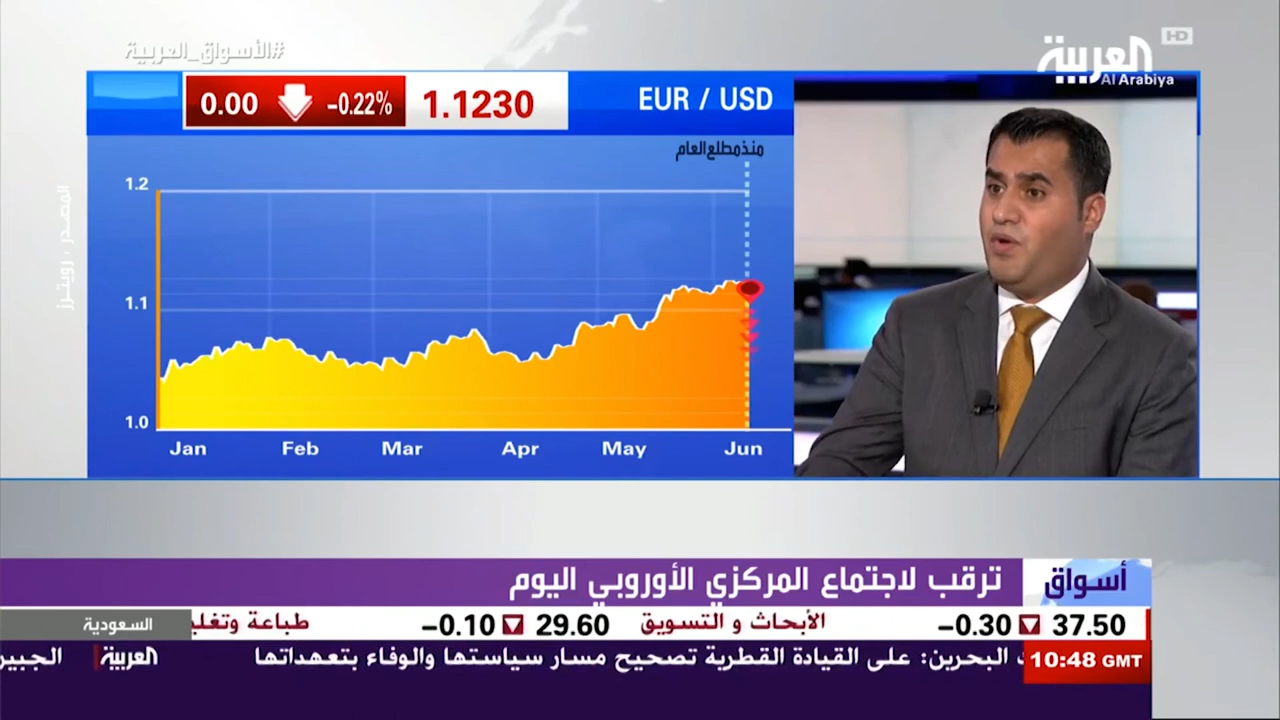 #الأسواق_العربية
العربية HD
Al Arabiya
0.00 -0.22% 1.1230 EUR / USD
منذ مطلع العام
المصدر : رويترز
1.2
1.1
1.0
Jan Feb Mar Apr May Jun
أسواق
ترقب لاجتماع المركزي الأوروبي اليوم
37.50 -0.30 الأبحاث و التسويق 29.60 -0.10 طباعة
السعودية
10:48 GMT
البحرين: على القيادة القطرية تصحيح مسار سياستها والوفاء بتعهداتها العربية